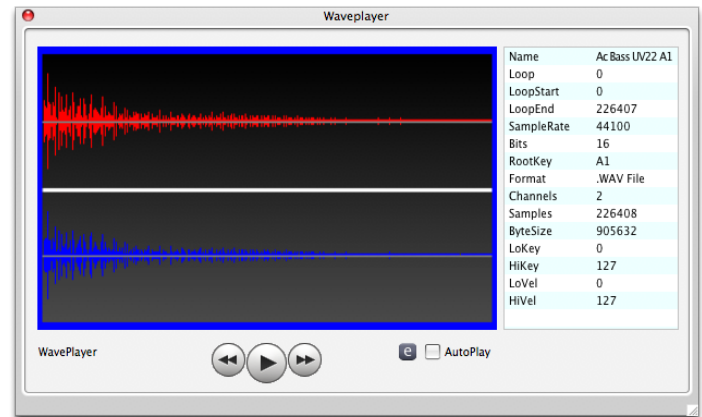 Waveplayer
Name Ac Bass UV22 A1
Loop 0
LoopStart 0
LoopEnd 226407
SampleRate 44100
Bits 16
RootKey A1
Format .WAV File
Channels 2
Samples 226408
ByteSize 905632
LoKey 0
HiKey 127
LoVel 0
HiVel 127
WavePlayer e AutoPlay